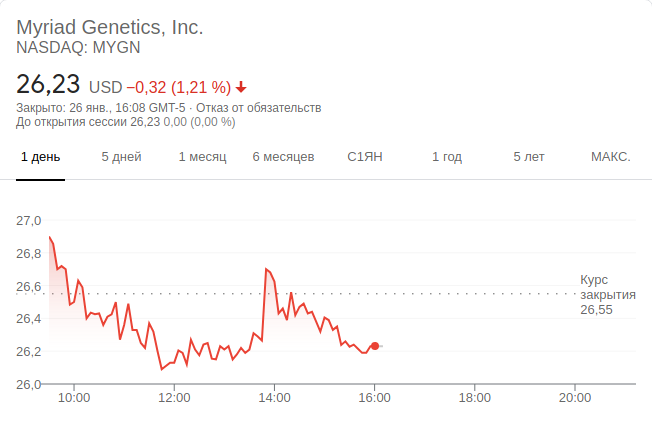 Myriad Genetics, Inc.
NASDAQ: MYGN
26,23 USD −0,32 (1,21 %)
Закрыто: 26 янв., 16:08 GMT-5 · Отказ от обязательств
До открытия сессии 26,23 0,00 (0,00 %)
1 день 5 дней 1 месяц 6 месяцев С1ЯН 1 год 5 лет МАКС.
27,0
26,8
26,6
26,4
26,2
26,0
Курс
закрытия
26,55
10:00 12:00 14:00 16:00 18:00 20:00